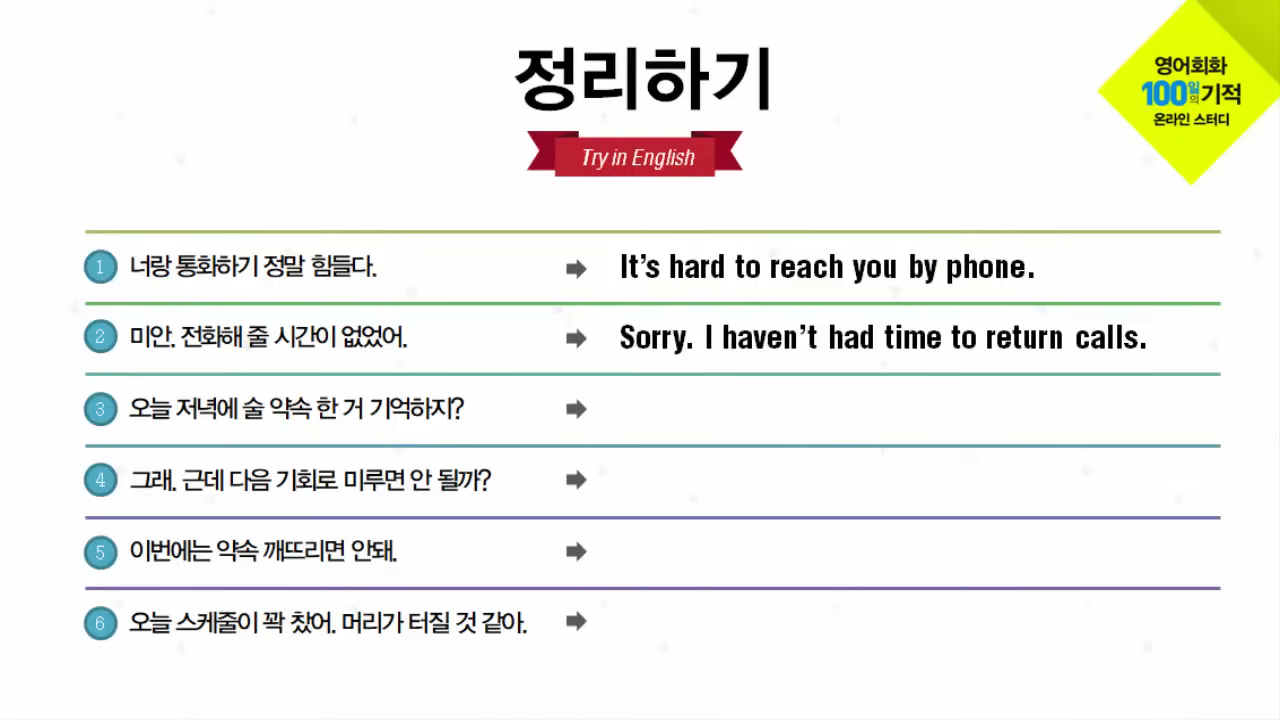 정리하기
Try in English
영어회화
100일의 기적
온라인 스터디
1 너랑 통화하기 정말 힘들다. It's hard to reach you by phone.
2 미안. 전화해 줄 시간이 없었어. Sorry. I haven't had time to return calls.
3 오늘 저녁에 술 약속 한 거 기억하지?
4 그래. 근데 다음 기회로 미루면 안 될까?
5 이번에는 약속 깨뜨리면 안돼.
6 오늘 스케줄이 꽉 찼어. 머리가 터질 것 같아.